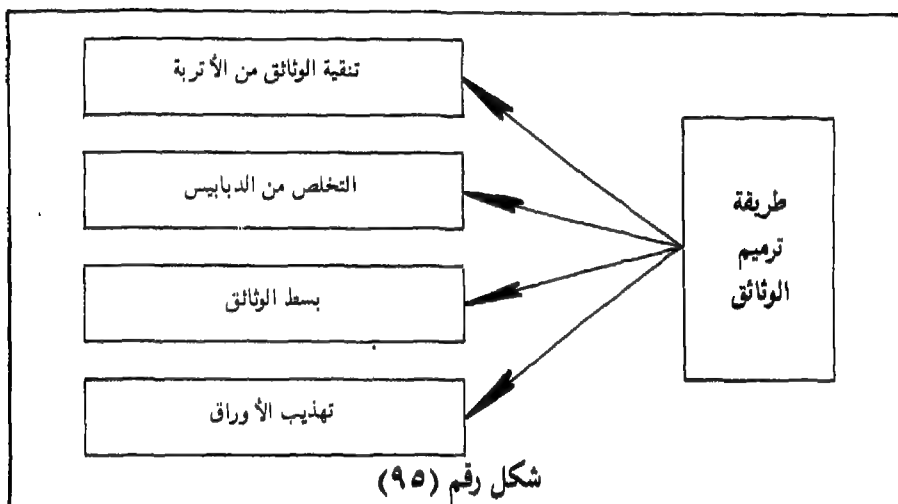 طريقة
ترميم
الوثائق
تنقية الوثائق من الأتربة
التخلص من الدبابيس
بسط الوثائق
تهذيب الأوراق
شكل رقم (٩٥)